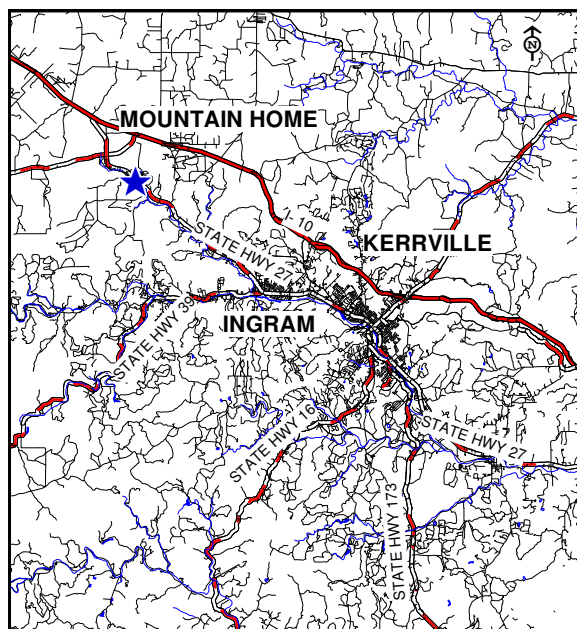 N
MOUNTAIN HOME
I-10
STATE HWY 27
KERRVILLE
INGRAM
STATE HWY 39
STATE HWY 16
STATE HWY 27
STATE HWY 173